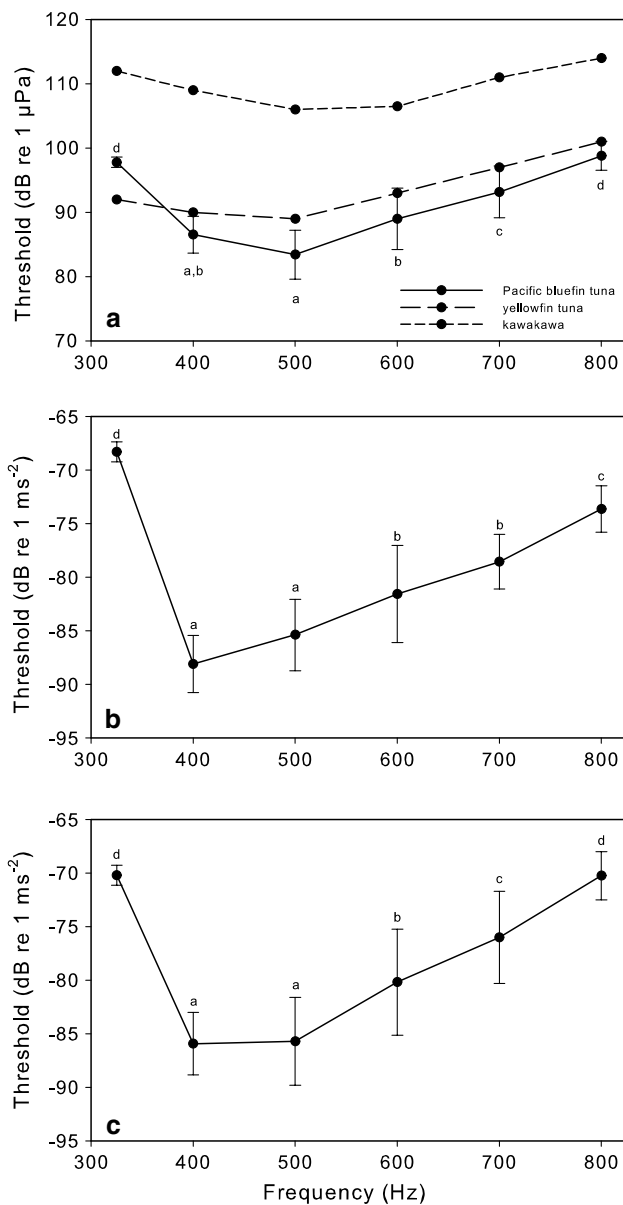 120
110
100
90
80
70
Threshold (dB re 1 µPa)
d
a,b
a
b
c
d
Pacific bluefin tuna
yellowfin tuna
kawakawa
a
300 400 500 600 700 800
-65
-70
-75
-80
-85
-90
-95
Threshold (dB re 1 ms⁻²)
d
a
a
b
b
c
b
300 400 500 600 700 800
-65
-70
-75
-80
-85
-90
-95
Threshold (dB re 1 ms⁻²)
d
a
a
b
c
d
c
300 400 500 600 700 800
Frequency (Hz)